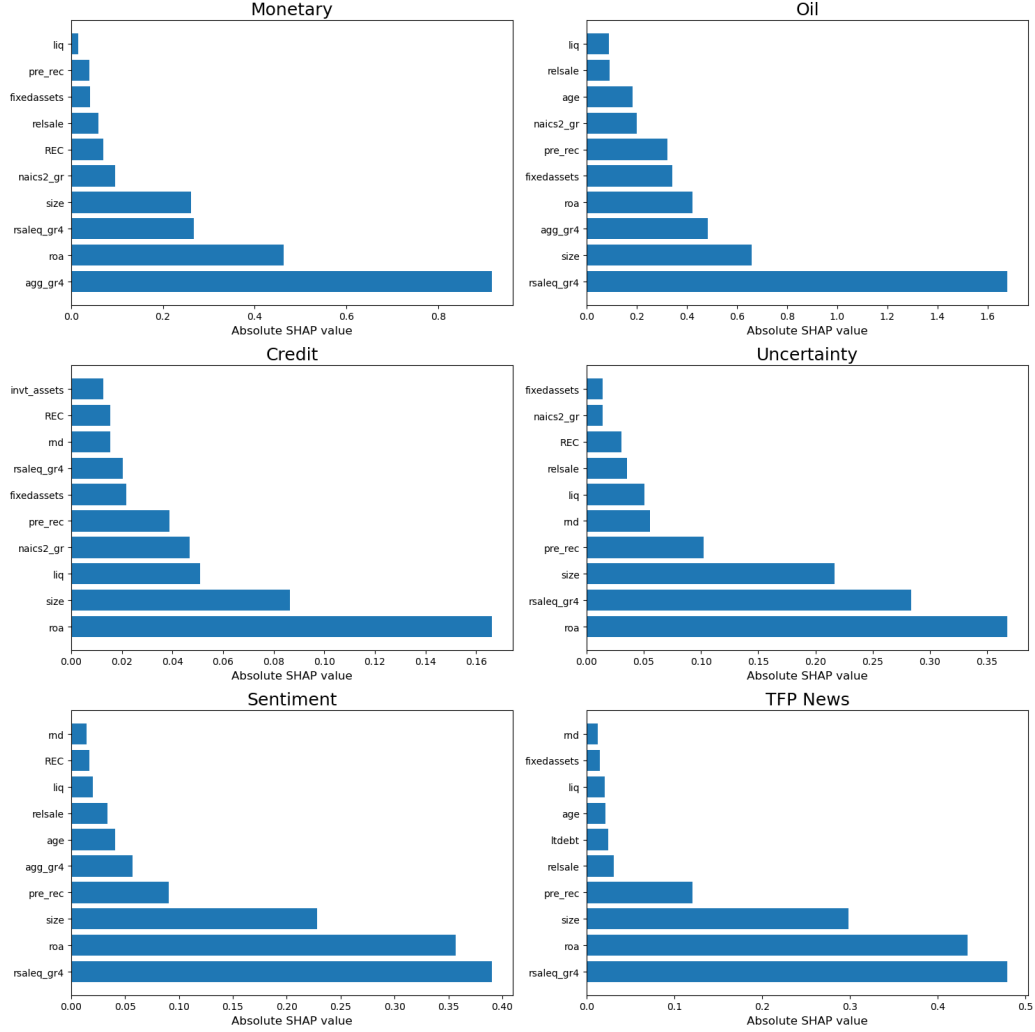 Monetary
liq
pre_rec
fixedassets
relsale
REC
naics2_gr
size
rsaleq_gr4
roa
agg_gr4
0.0 0.2 0.4 0.6 0.8
Absolute SHAP value
Oil
liq
relsale
age
naics2_gr
pre_rec
fixedassets
roa
agg_gr4
size
rsaleq_gr4
0.0 0.2 0.4 0.6 0.8 1.0 1.2 1.4 1.6
Absolute SHAP value
Credit
invt_assets
REC
rnd
rsaleq_gr4
fixedassets
pre_rec
naics2_gr
liq
size
roa
0.00 0.02 0.04 0.06 0.08 0.10 0.12 0.14 0.16
Absolute SHAP value
Uncertainty
fixedassets
naics2_gr
REC
relsale
liq
rnd
pre_rec
size
rsaleq_gr4
roa
0.00 0.05 0.10 0.15 0.20 0.25 0.30 0.35
Absolute SHAP value
Sentiment
rnd
REC
liq
relsale
age
agg_gr4
pre_rec
size
roa
rsaleq_gr4
0.00 0.05 0.10 0.15 0.20 0.25 0.30 0.35 0.40
Absolute SHAP value
TFP News
rnd
fixedassets
liq
age
ltdebt
relsale
pre_rec
size
roa
rsaleq_gr4
0.0 0.1 0.2 0.3 0.4 0.5
Absolute SHAP value